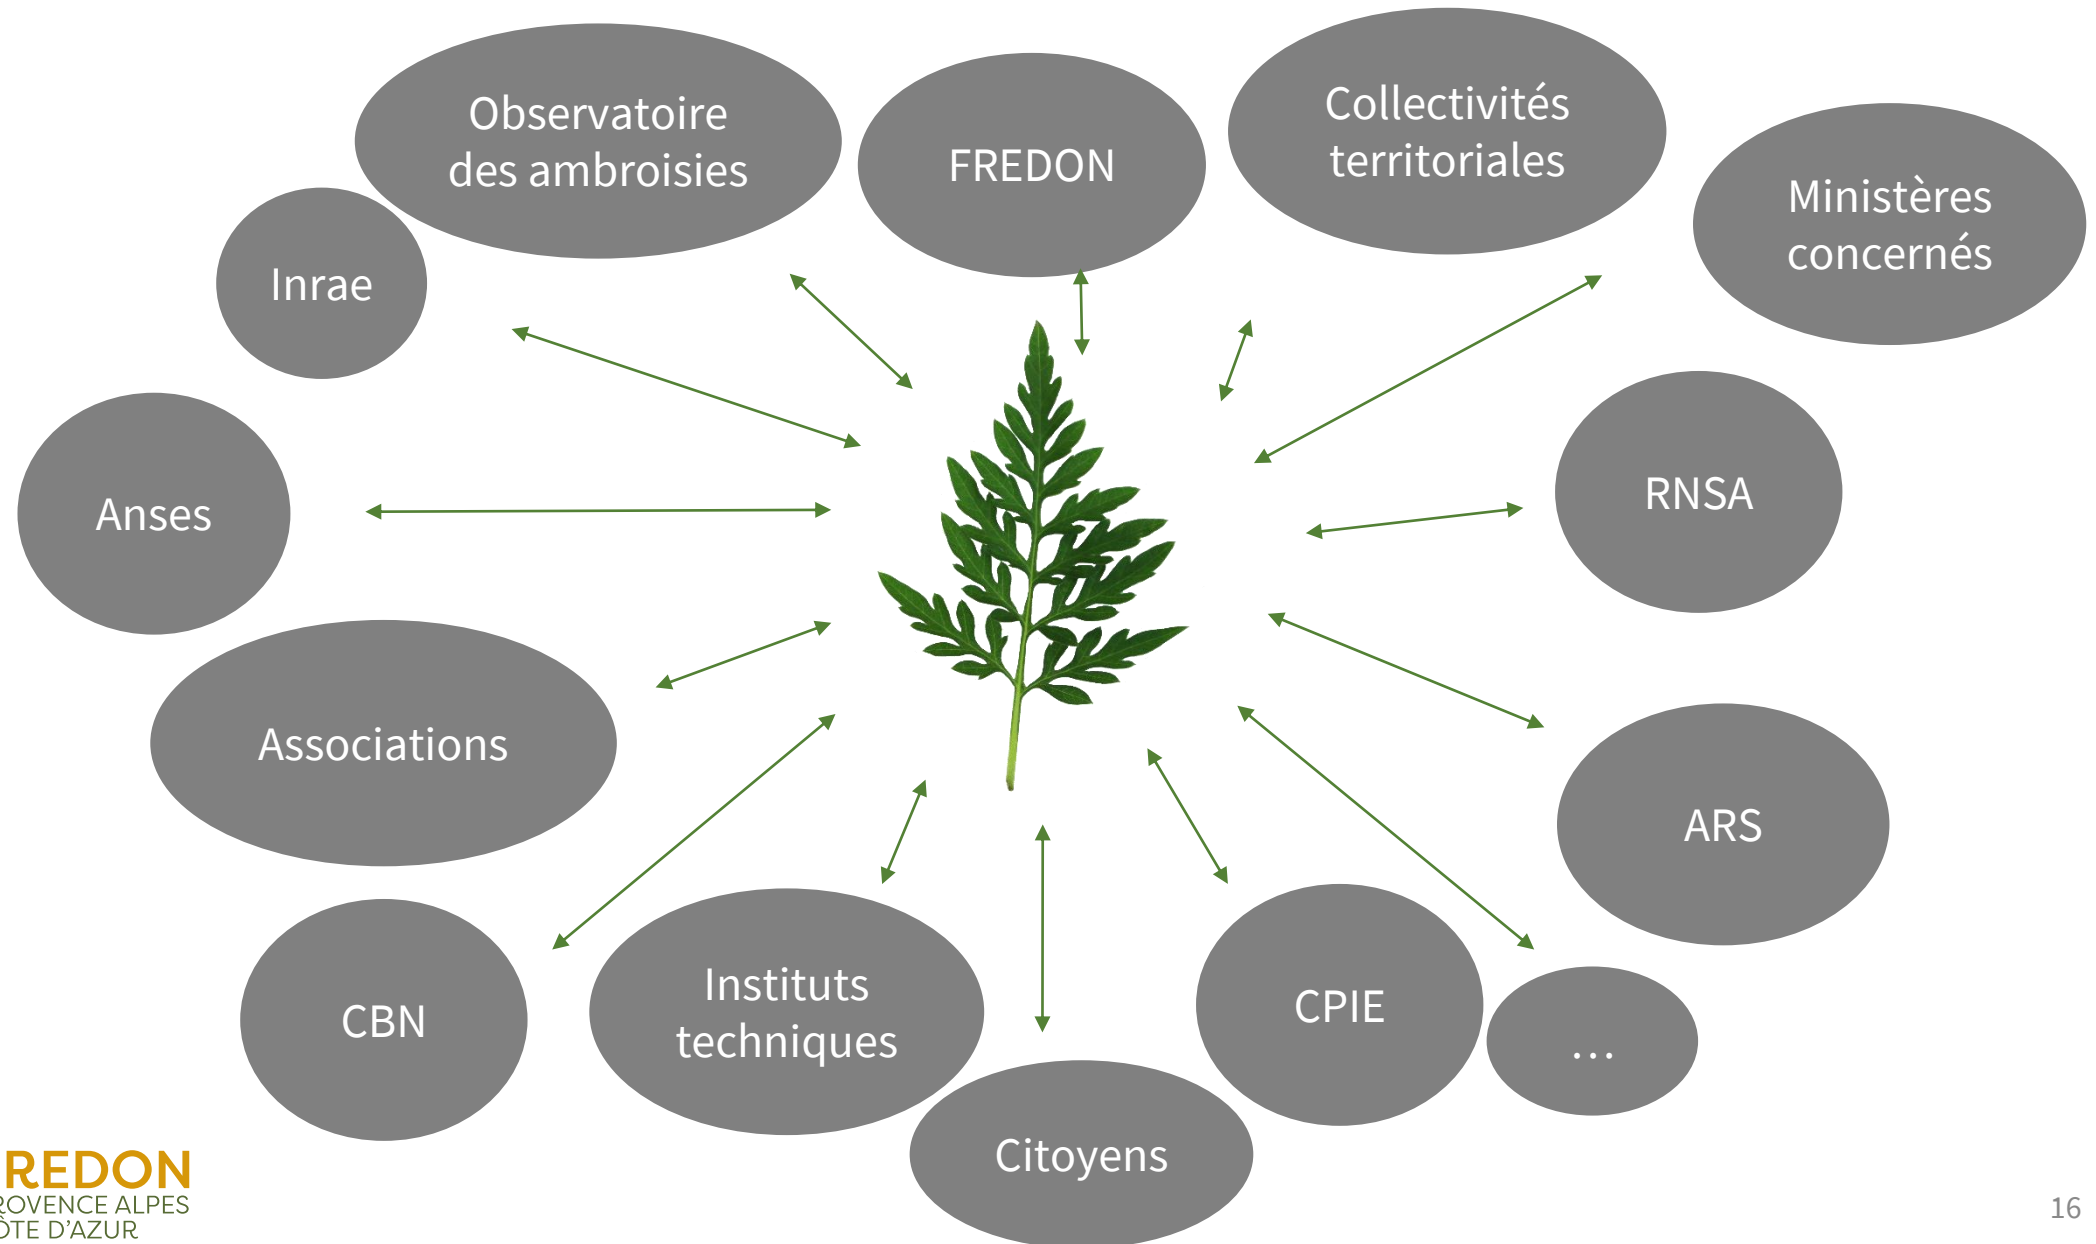 Observatoire
des ambroisies
FREDON
Collectivités
territoriales
Ministères
concernés
Inrae
Anses
RNSA
Associations
ARS
CBN
Instituts
techniques
CPIE
...
Citoyens
REDON
ROVENCE ALPES
ÔTE D'AZUR
16